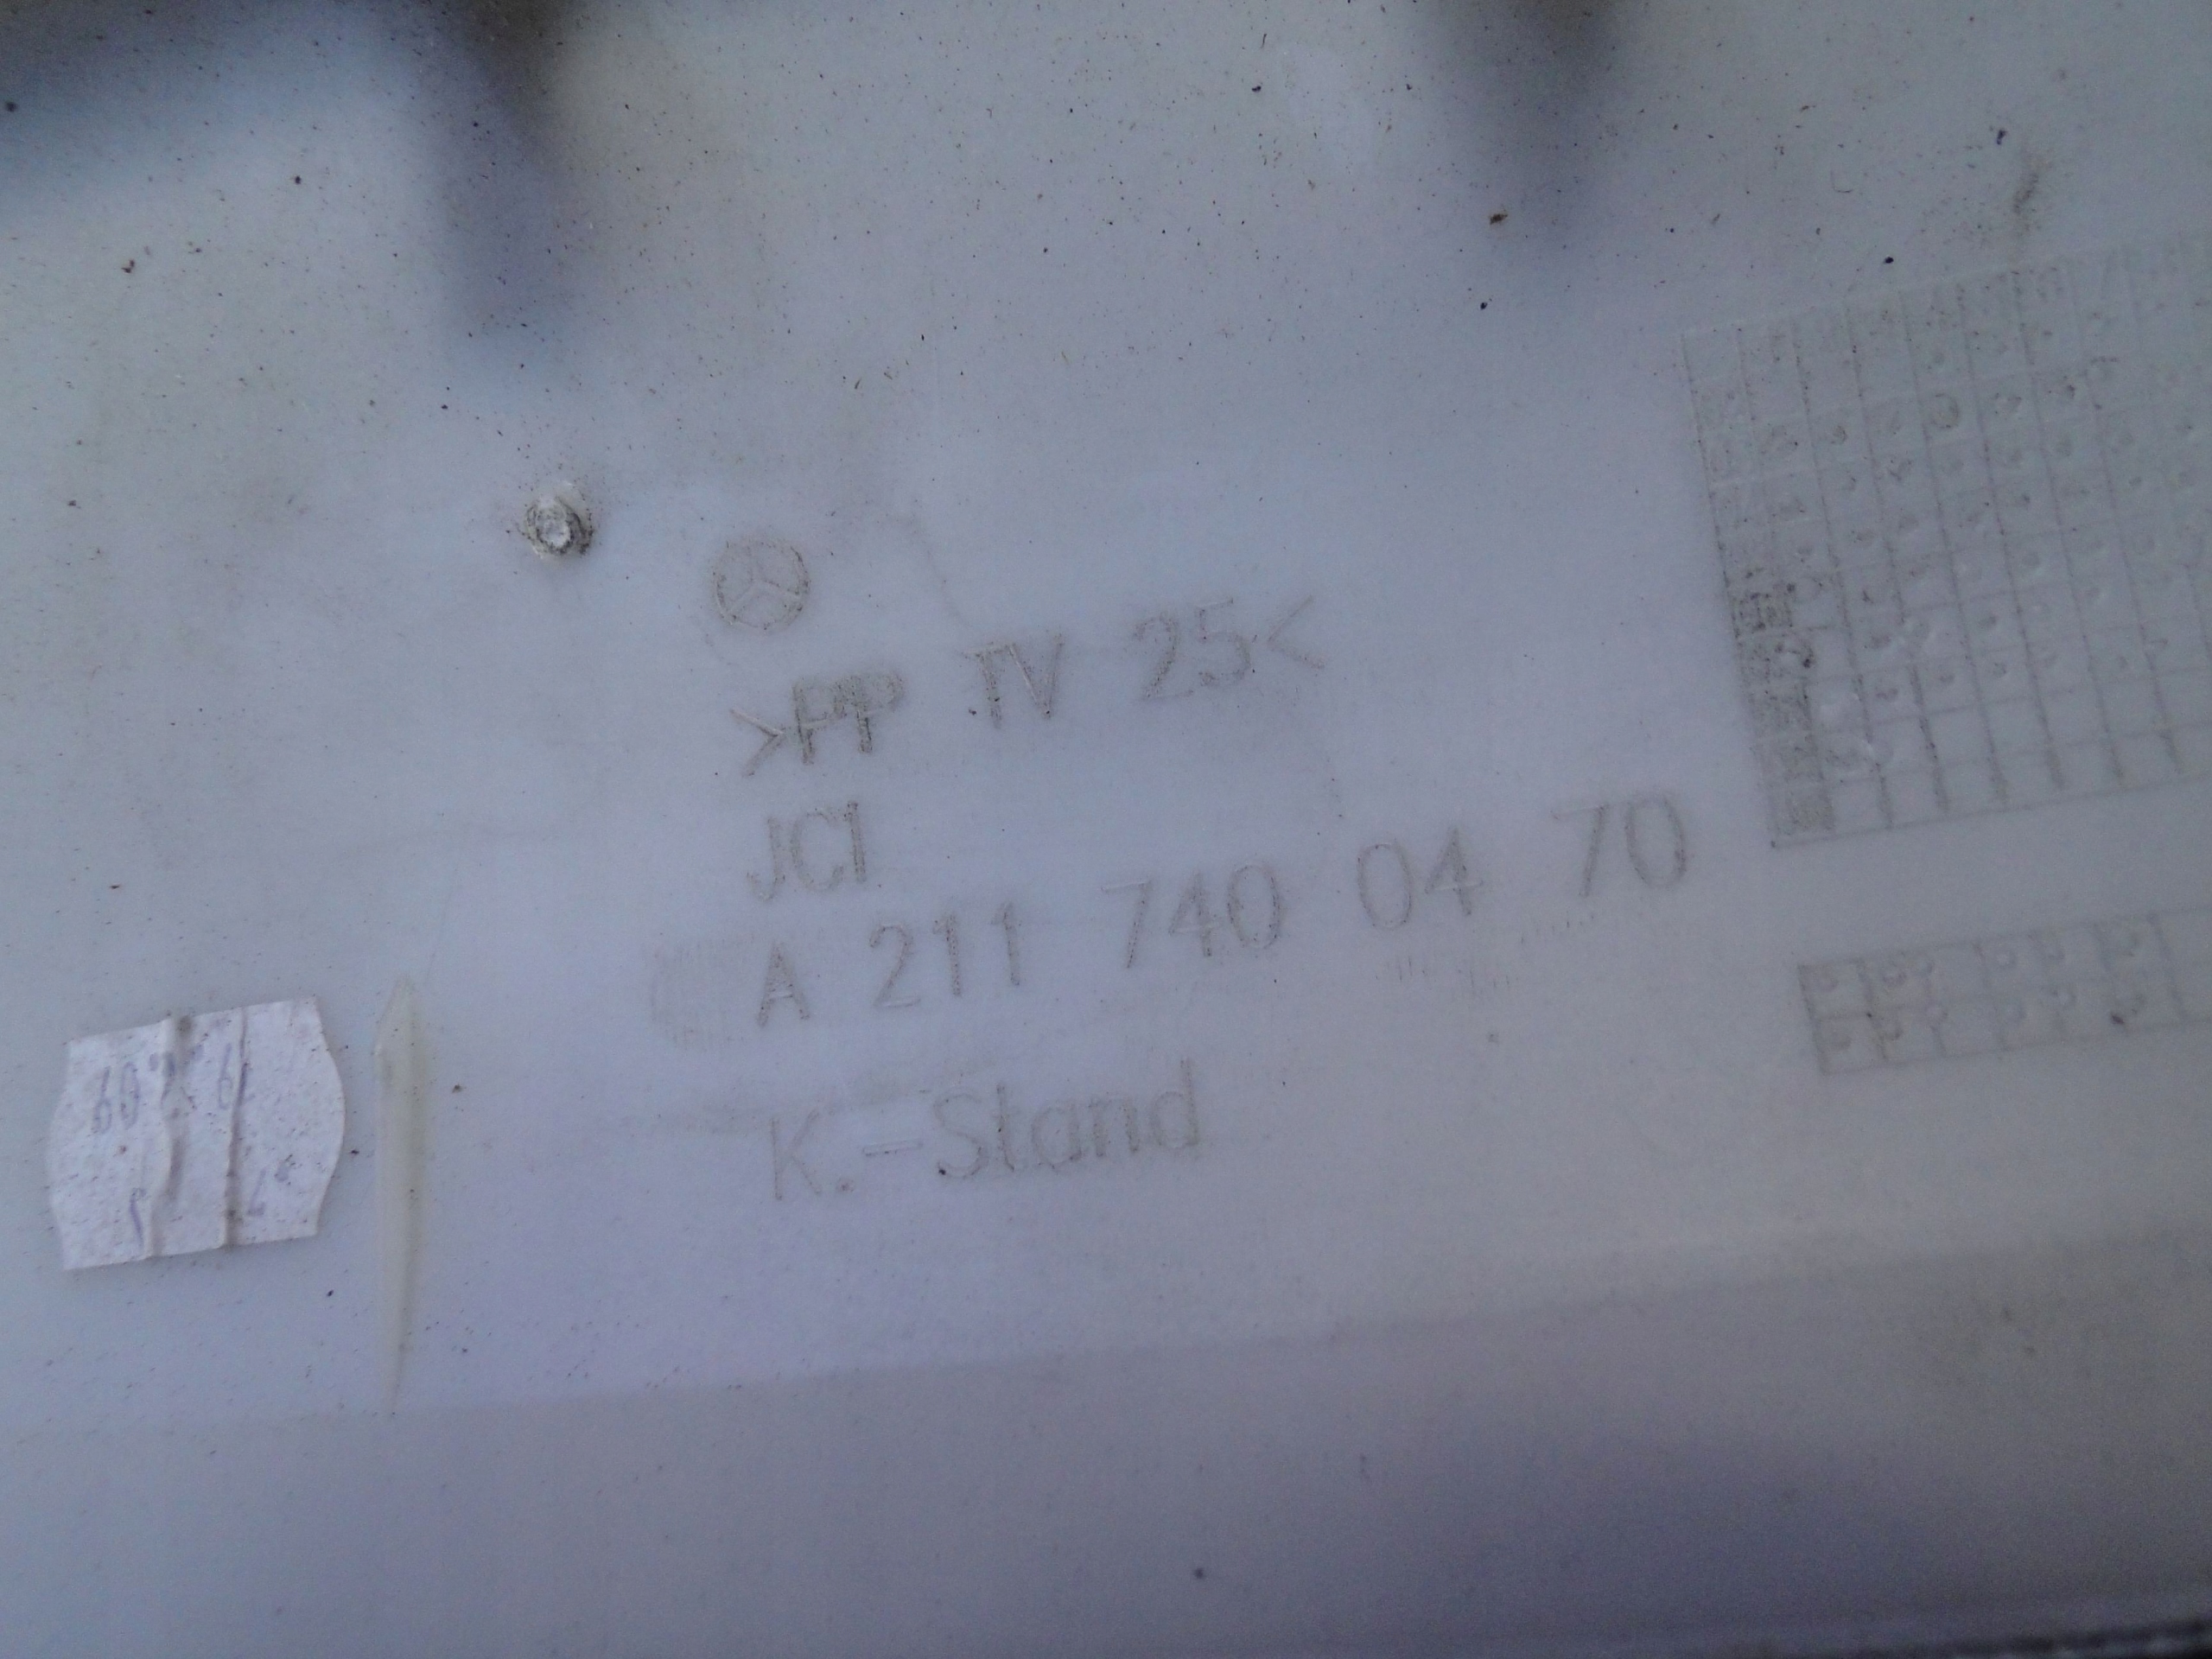 >PP TV 25<
JCI
A 211 740 04 70
K.-Stand